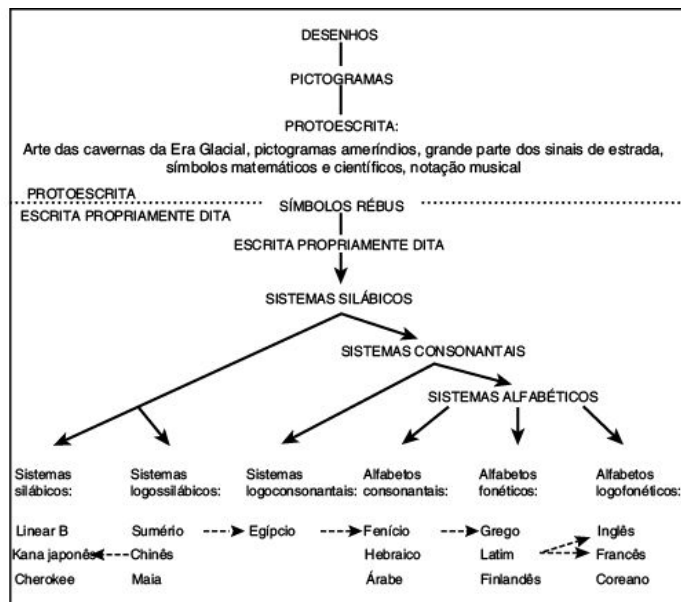 DESENHOS
PICTOGRAMAS
PROTOESCRITA:
Arte das cavernas da Era Glacial, pictogramas ameríndios, grande parte dos sinais de estrada,
símbolos matemáticos e científicos, notação musical
PROTOESCRITA
ESCRITA PROPRIAMENTE DITA
SÍMBOLOS RÉBUS
ESCRITA PROPRIAMENTE DITA
SISTEMAS SILÁBICOS
SISTEMAS CONSONANTAIS
SISTEMAS ALFABÉTICOS
Sistemas silábicos:
Linear B
Kana japonês
Cherokee
Sistemas
logossilábicos:
Sumério
Chinês
Maia
Sistemas
logoconsonantais:
Egípcio
Alfabetos
consonantais:
Fenício
Hebraico
Árabe
Alfabetos
fonéticos:
Grego
Latim
Finlandês
Alfabetos
logofonéticos:
Inglês
Francês
Coreano